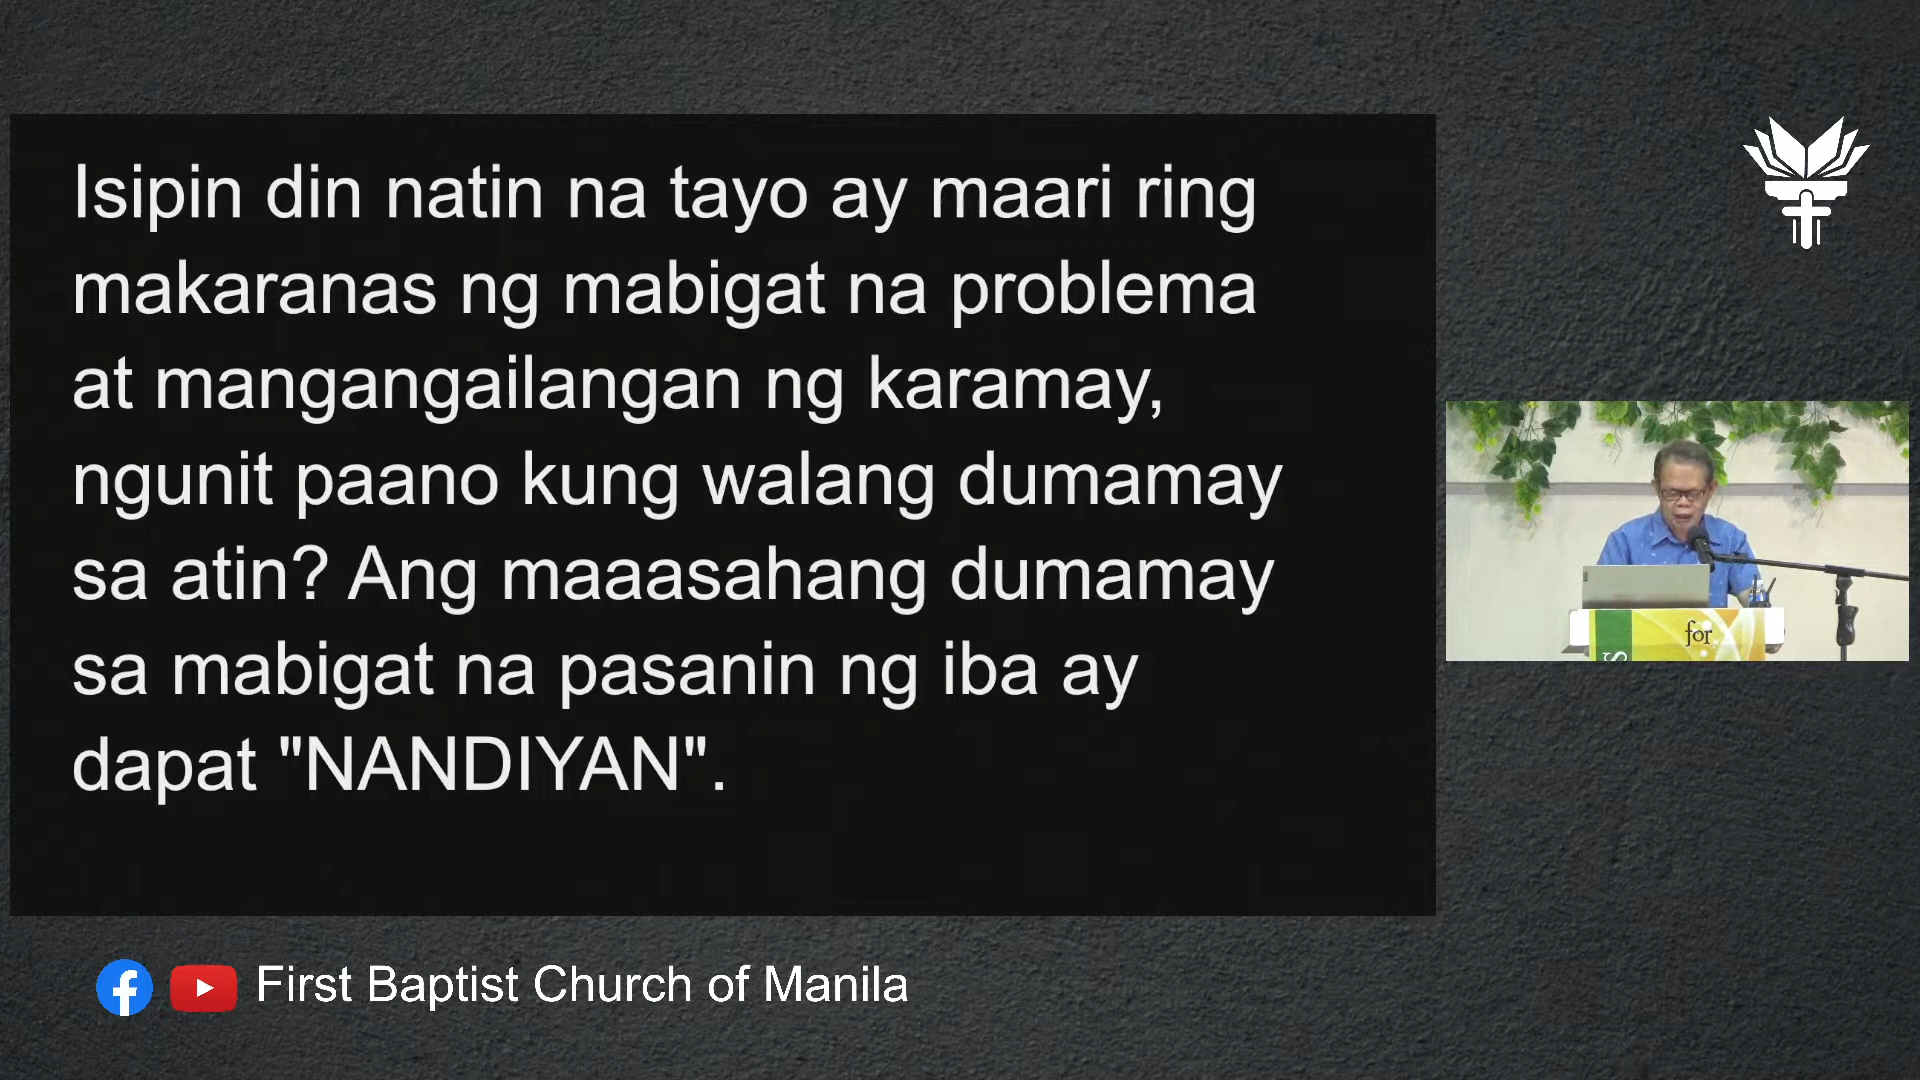 Isipin din natin na tayo ay maari ring
makaranas ng mabigat na problema
at mangangailangan ng karamay,
ngunit paano kung walang dumamay
sa atin? Ang maaasahang dumamay
sa mabigat na pasanin ng iba ay
dapat "NANDIYAN".
for
S
First Baptist Church of Manila